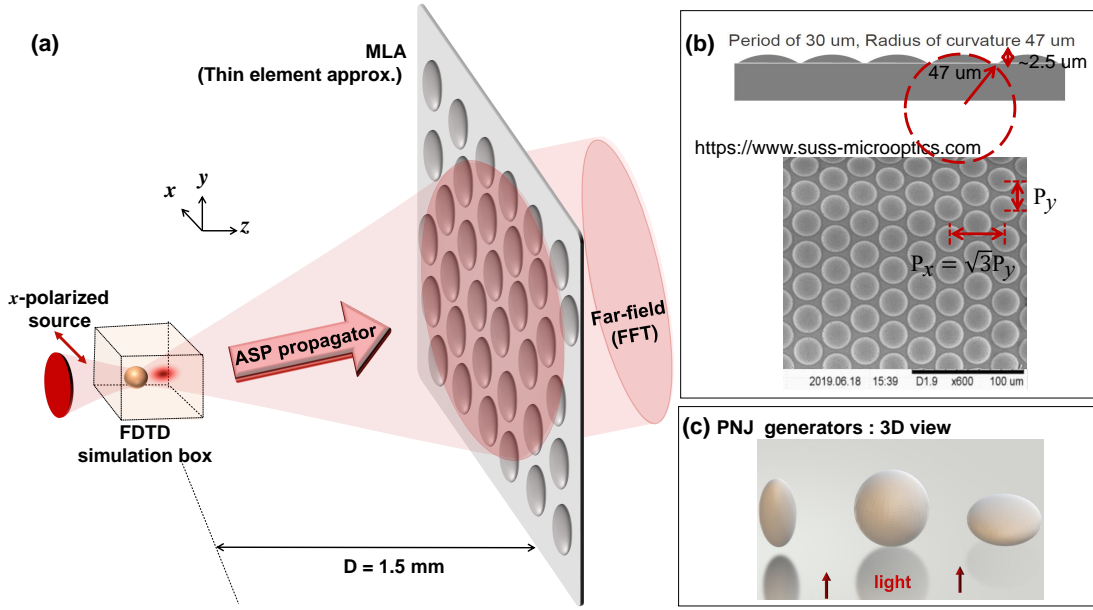 (a)
MLA
(Thin element approx.)
x
y
z
x-polarized
source
ASP propagator
Far-field
(FFT)
FDTD
simulation box
D = 1.5 mm
(b)
Period of 30 um, Radius of curvature 47 um
47 um
~2.5 um
https://www.suss-microoptics.com
Py
Px = √3Py
2019.06.18 15:39 D1.9 x600 100 um
(c) PNJ generators : 3D view
light